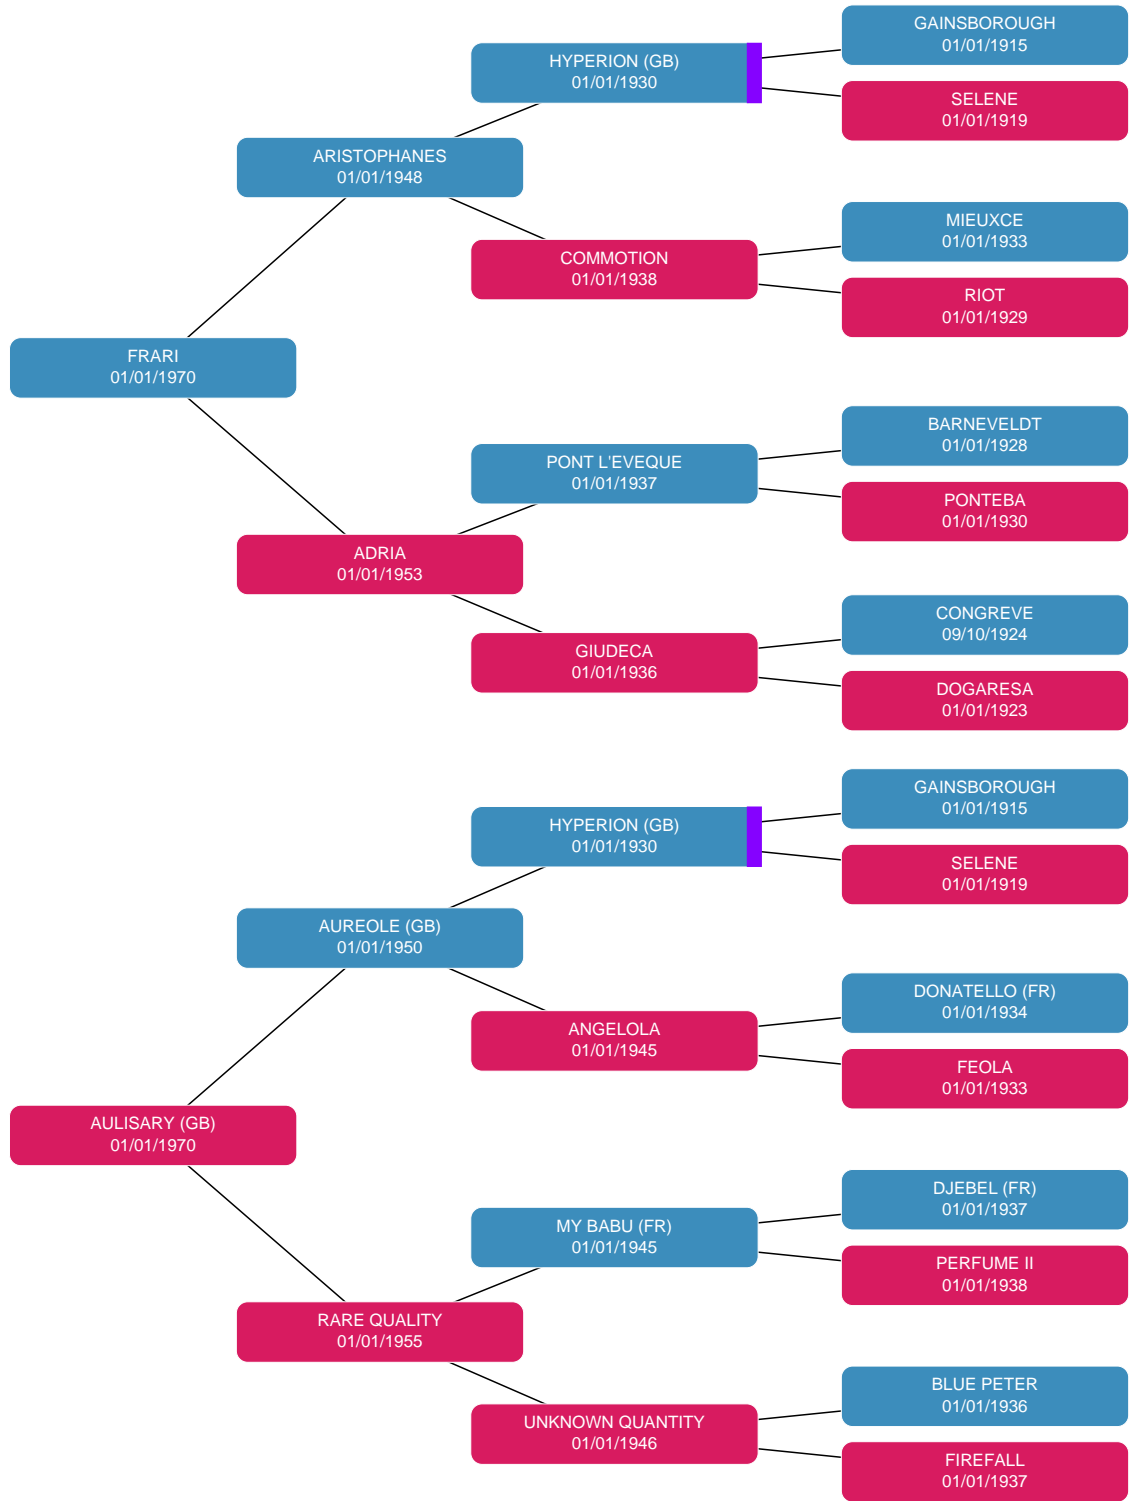 GAINSBOROUGH
01/01/1915
HYPERION (GB)
01/01/1930
SELENE
01/01/1919
ARISTOPHANES
01/01/1948
MIEUXCE
01/01/1933
COMMOTION
01/01/1938
RIOT
01/01/1929
FRARI
01/01/1970
BARNEVELDT
01/01/1928
PONT L'EVEQUE
01/01/1937
PONTEBA
01/01/1930
ADRIA
01/01/1953
CONGREVE
09/10/1924
GIUDECA
01/01/1936
DOGARESA
01/01/1923
GAINSBOROUGH
01/01/1915
HYPERION (GB)
01/01/1930
SELENE
01/01/1919
AUREOLE (GB)
01/01/1950
DONATELLO (FR)
01/01/1934
ANGELOLA
01/01/1945
FEOLA
01/01/1933
AULISARY (GB)
01/01/1970
DJEBEL (FR)
01/01/1937
MY BABU (FR)
01/01/1945
PERFUME II
01/01/1938
RARE QUALITY
01/01/1955
BLUE PETER
01/01/1936
UNKNOWN QUANTITY
01/01/1946
FIREFALL
01/01/1937